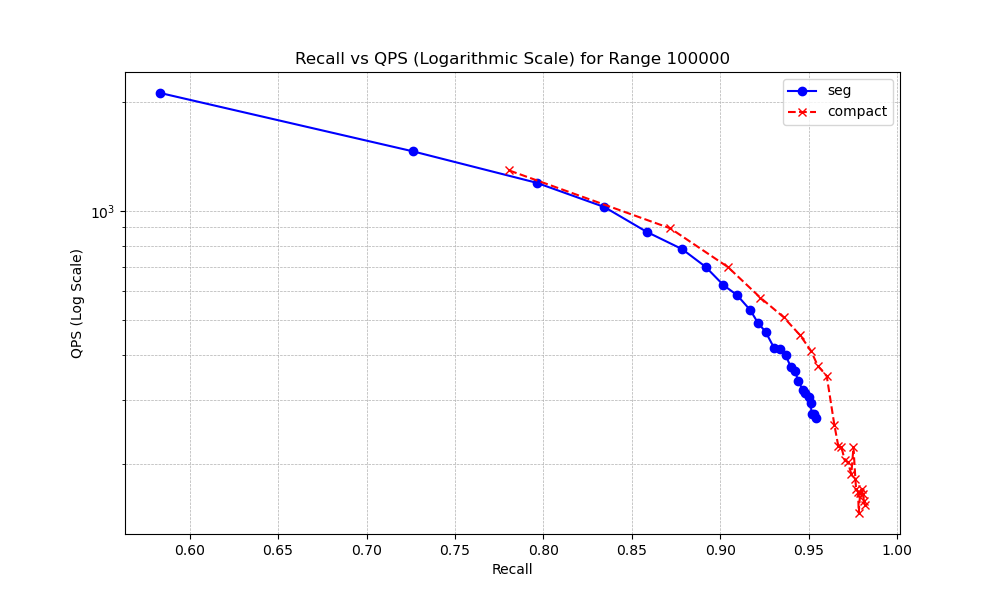 Recall vs QPS (Logarithmic Scale) for Range 100000
seg
compact
QPS (Log Scale)
10³
0.60 0.65 0.70 0.75 0.80 0.85 0.90 0.95 1.00
Recall